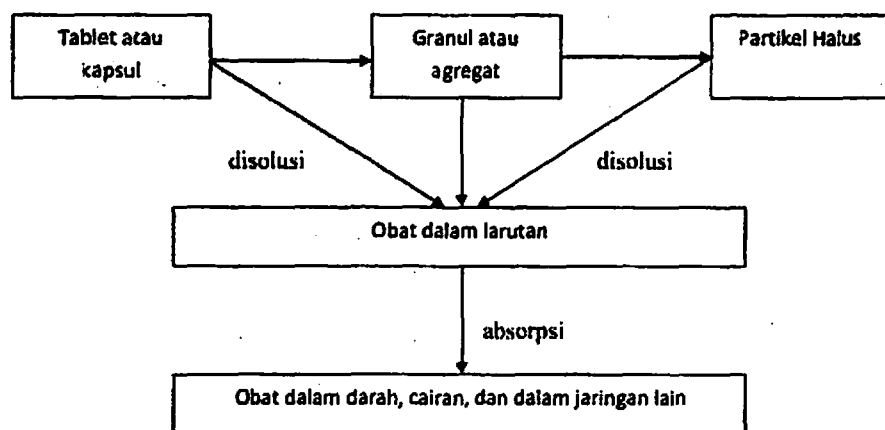 Tablet atau
kapsul
Granul atau
agregat
Partikel Halus
disolusi
disolusi
Obat dalam larutan
absorpsi
Obat dalam darah, cairan, dan dalam jaringan lain